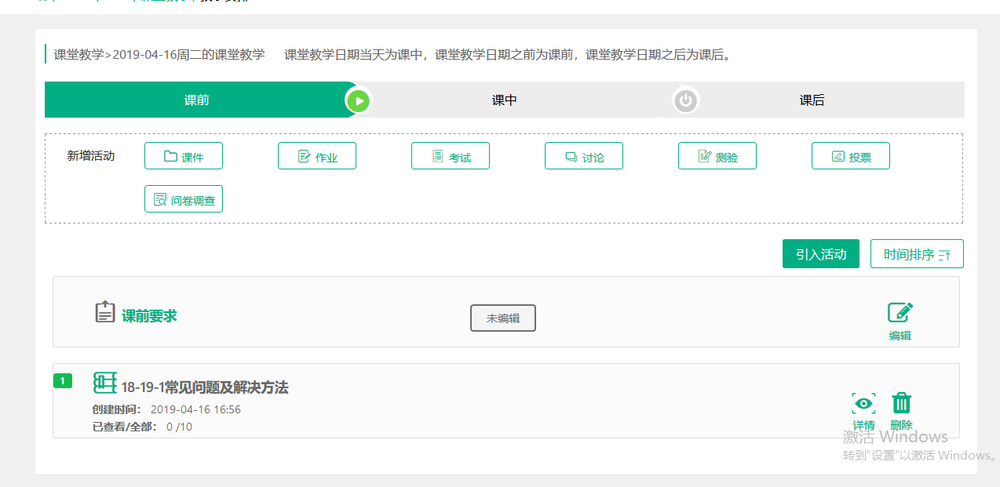 课堂教学>2019-04-16周二的课堂教学 课堂教学日期当天为课中，课堂教学日期之前为课前，课堂教学日期之后为课后。
课前 课中 课后
新增活动 课件 作业 考试 讨论 测验 投票
问卷调查
引入活动 时间排序
课前要求 未编辑 编辑
1 18-19-1常见问题及解决方法
创建时间： 2019-04-16 16:56
已查看/全部： 0 /10
详情 删除
激活 Windows
转到"设置"以激活 Windows。